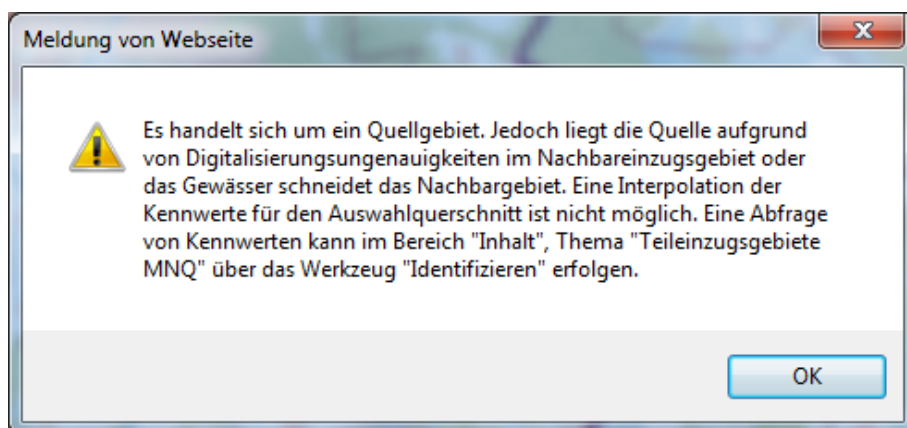 Meldung von Webseite
Es handelt sich um ein Quellgebiet. Jedoch liegt die Quelle aufgrund
von Digitalisierungsungenauigkeiten im Nachbareinzugsgebiet oder
das Gewässer schneidet das Nachbargebiet. Eine Interpolation der
Kennwerte für den Auswahlquerschnitt ist nicht möglich. Eine Abfrage
von Kennwerten kann im Bereich "Inhalt", Thema "Teileinzugsgebiete
MNQ" über das Werkzeug "Identifizieren" erfolgen.
OK